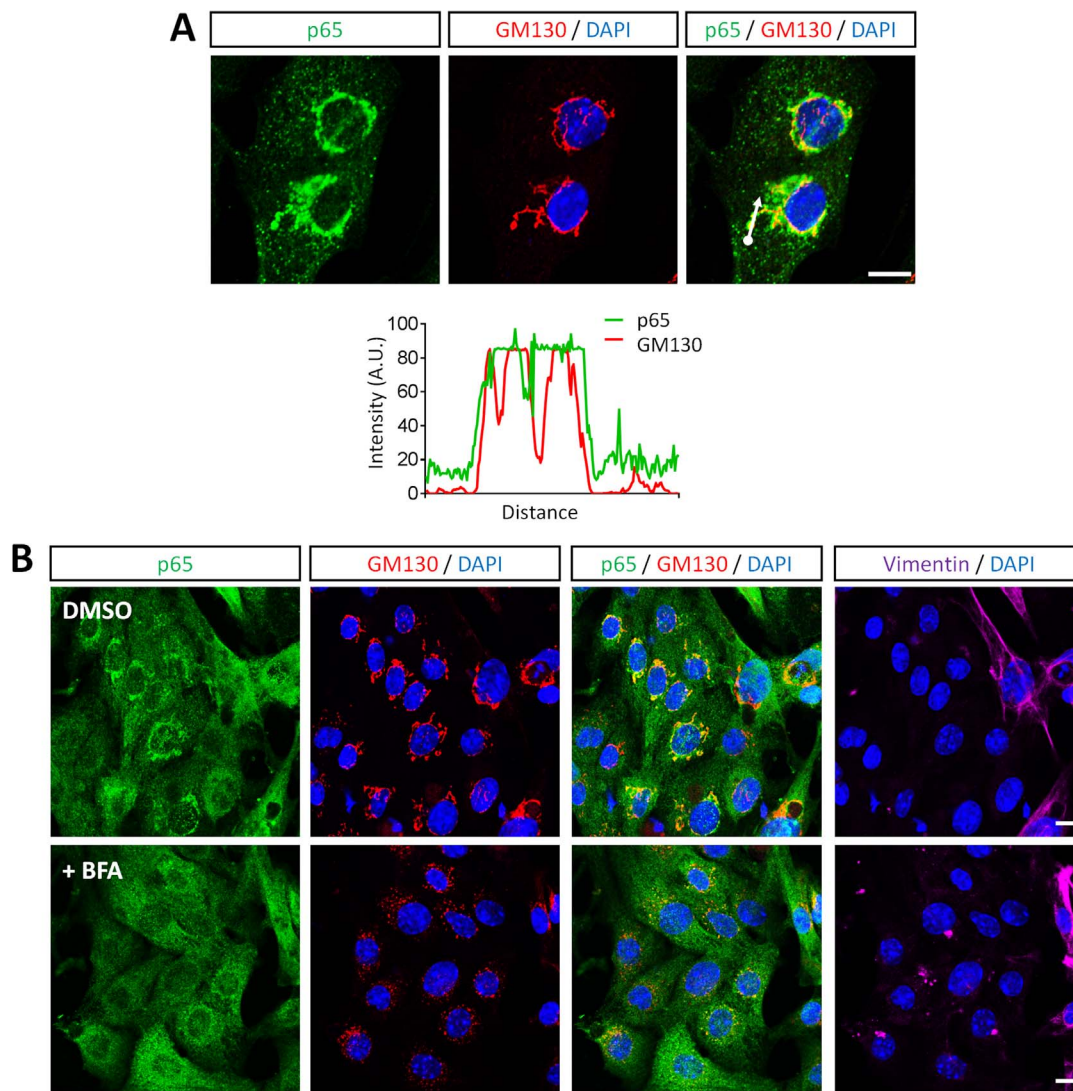 A
p65
GM130 / DAPI
p65 / GM130 / DAPI
100
80
60
40
20
0
Intensity (A.U.)
Distance
p65
GM130
B
p65
GM130 / DAPI
p65 / GM130 / DAPI
Vimentin / DAPI
DMSO
+ BFA